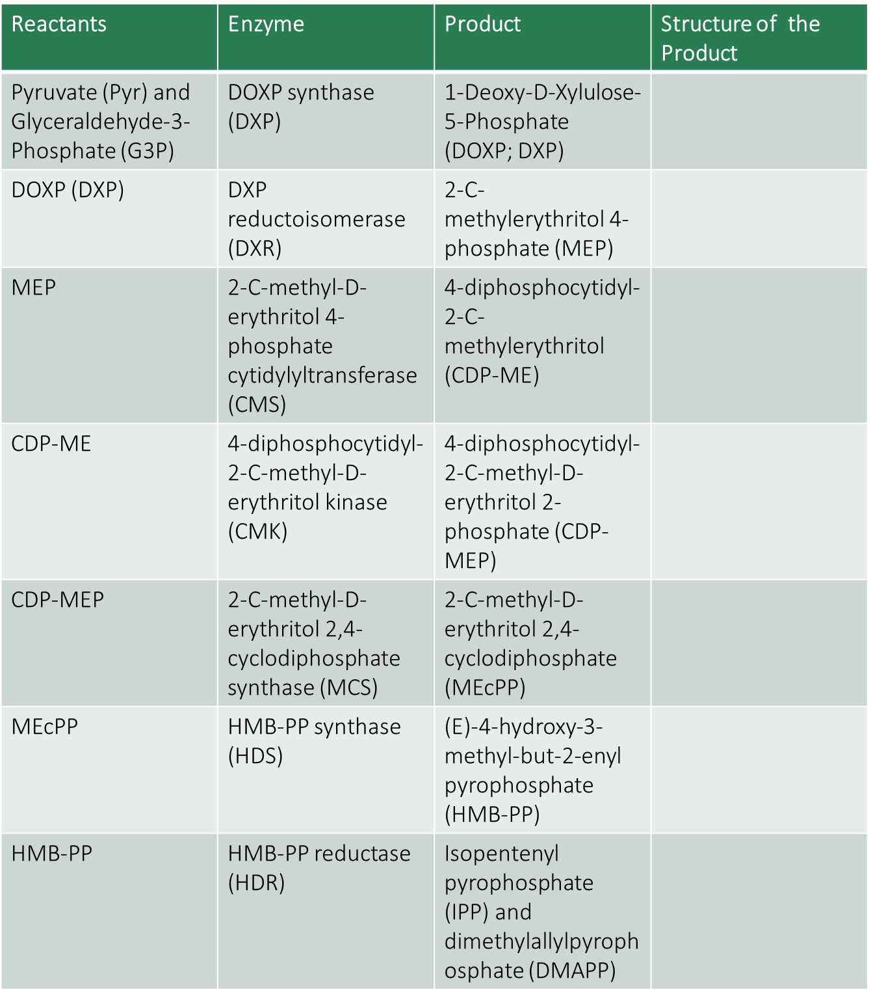 Reactants
Enzyme
Product
Structure of the
Product
Pyruvate (Pyr) and
Glyceraldehyde-3-
Phosphate (G3P)
DOXP synthase
(DXP)
1-Deoxy-D-Xylulose-
5-Phosphate
(DOXP; DXP)
DOXP (DXP)
DXP
reductoisomerase
(DXR)
2-C-
methylerythritol 4-
phosphate (MEP)
MEP
2-C-methyl-D-
erythritol 4-
phosphate
cytidylyltransferase
(CMS)
4-diphosphocytidyl-
2-C-
methylerythritol
(CDP-ME)
CDP-ME
4-diphosphocytidyl-
2-C-methyl-D-
erythritol kinase
(CMK)
4-diphosphocytidyl-
2-C-methyl-D-
erythritol 2-
phosphate (CDP-
MEP)
CDP-MEP
2-C-methyl-D-
erythritol 2,4-
cyclodiphosphate
synthase (MCS)
2-C-methyl-D-
erythritol 2,4-
cyclodiphosphate
(MEcPP)
MEcPP
HMB-PP synthase
(HDS)
(E)-4-hydroxy-3-
methyl-but-2-enyl
pyrophosphate
(HMB-PP)
HMB-PP
HMB-PP reductase
(HDR)
Isopentenyl
pyrophosphate
(IPP) and
dimethylallylpyroph
osphate (DMAPP)